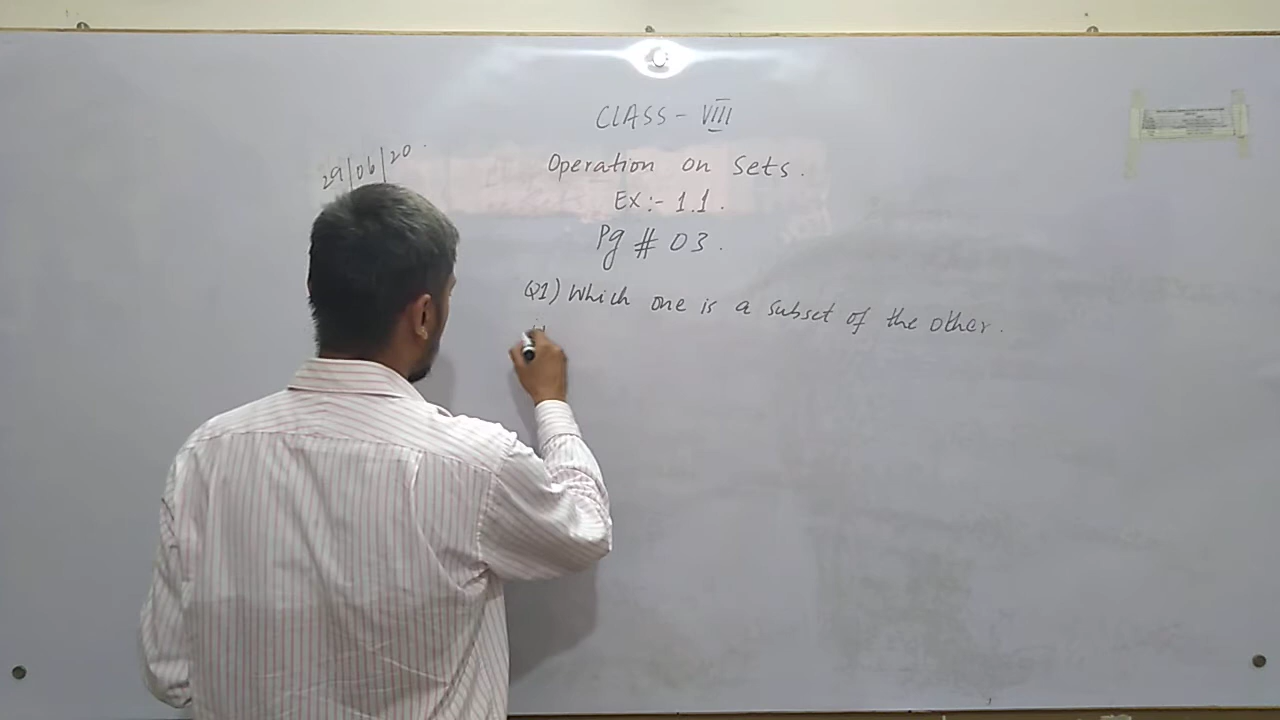 CLASS - VIII
29/06/20.
Operation on Sets.
Ex:- 1.1.
Pg # 03.
Q1) Which one is a subset of the other.